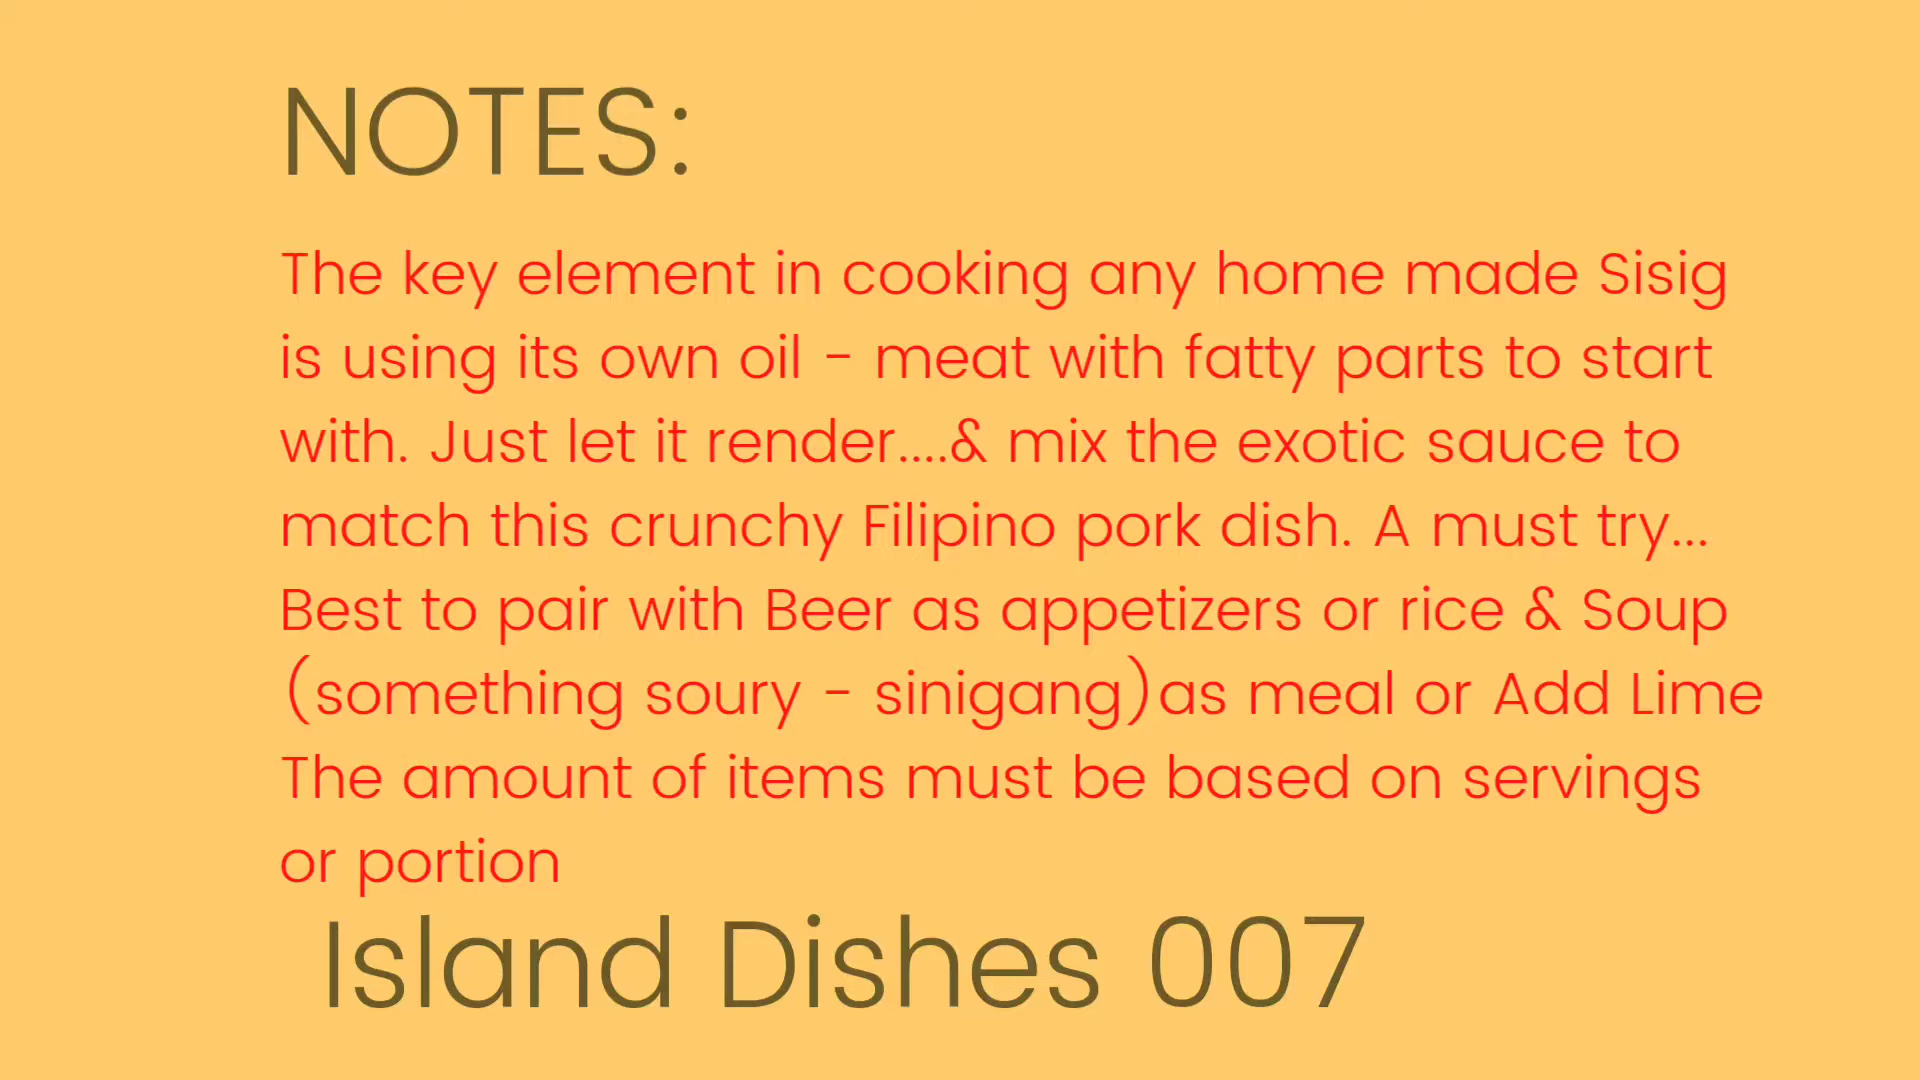 NOTES:
The key element in cooking any home made Sisig
is using its own oil - meat with fatty parts to start
with. Just let it render....& mix the exotic sauce to
match this crunchy Filipino pork dish. A must try...
Best to pair with Beer as appetizers or rice & Soup
(something soury - sinigang)as meal or Add Lime
The amount of items must be based on servings
or portion
Island Dishes 007